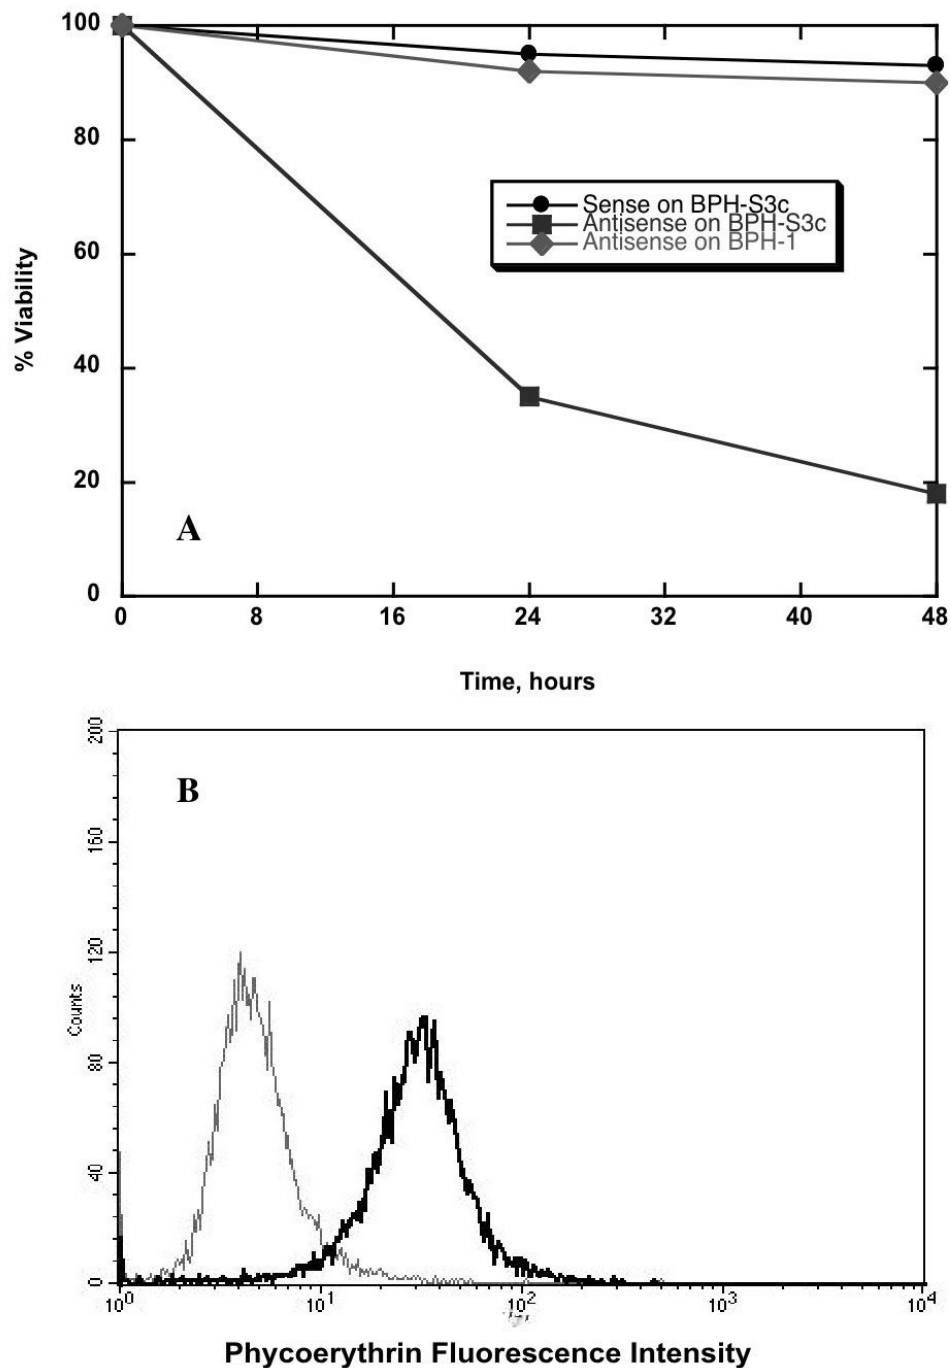 100
80
60
40
20
0
% Viability
Sense on BPH-S3c
Antisense on BPH-S3c
Antisense on BPH-1
A
0 8 16 24 32 40 48
Time, hours
200
160
120
80
40
0
Counts
B
10⁰ 10¹ 10² 10³ 10⁴
Phycoerythrin Fluorescence Intensity